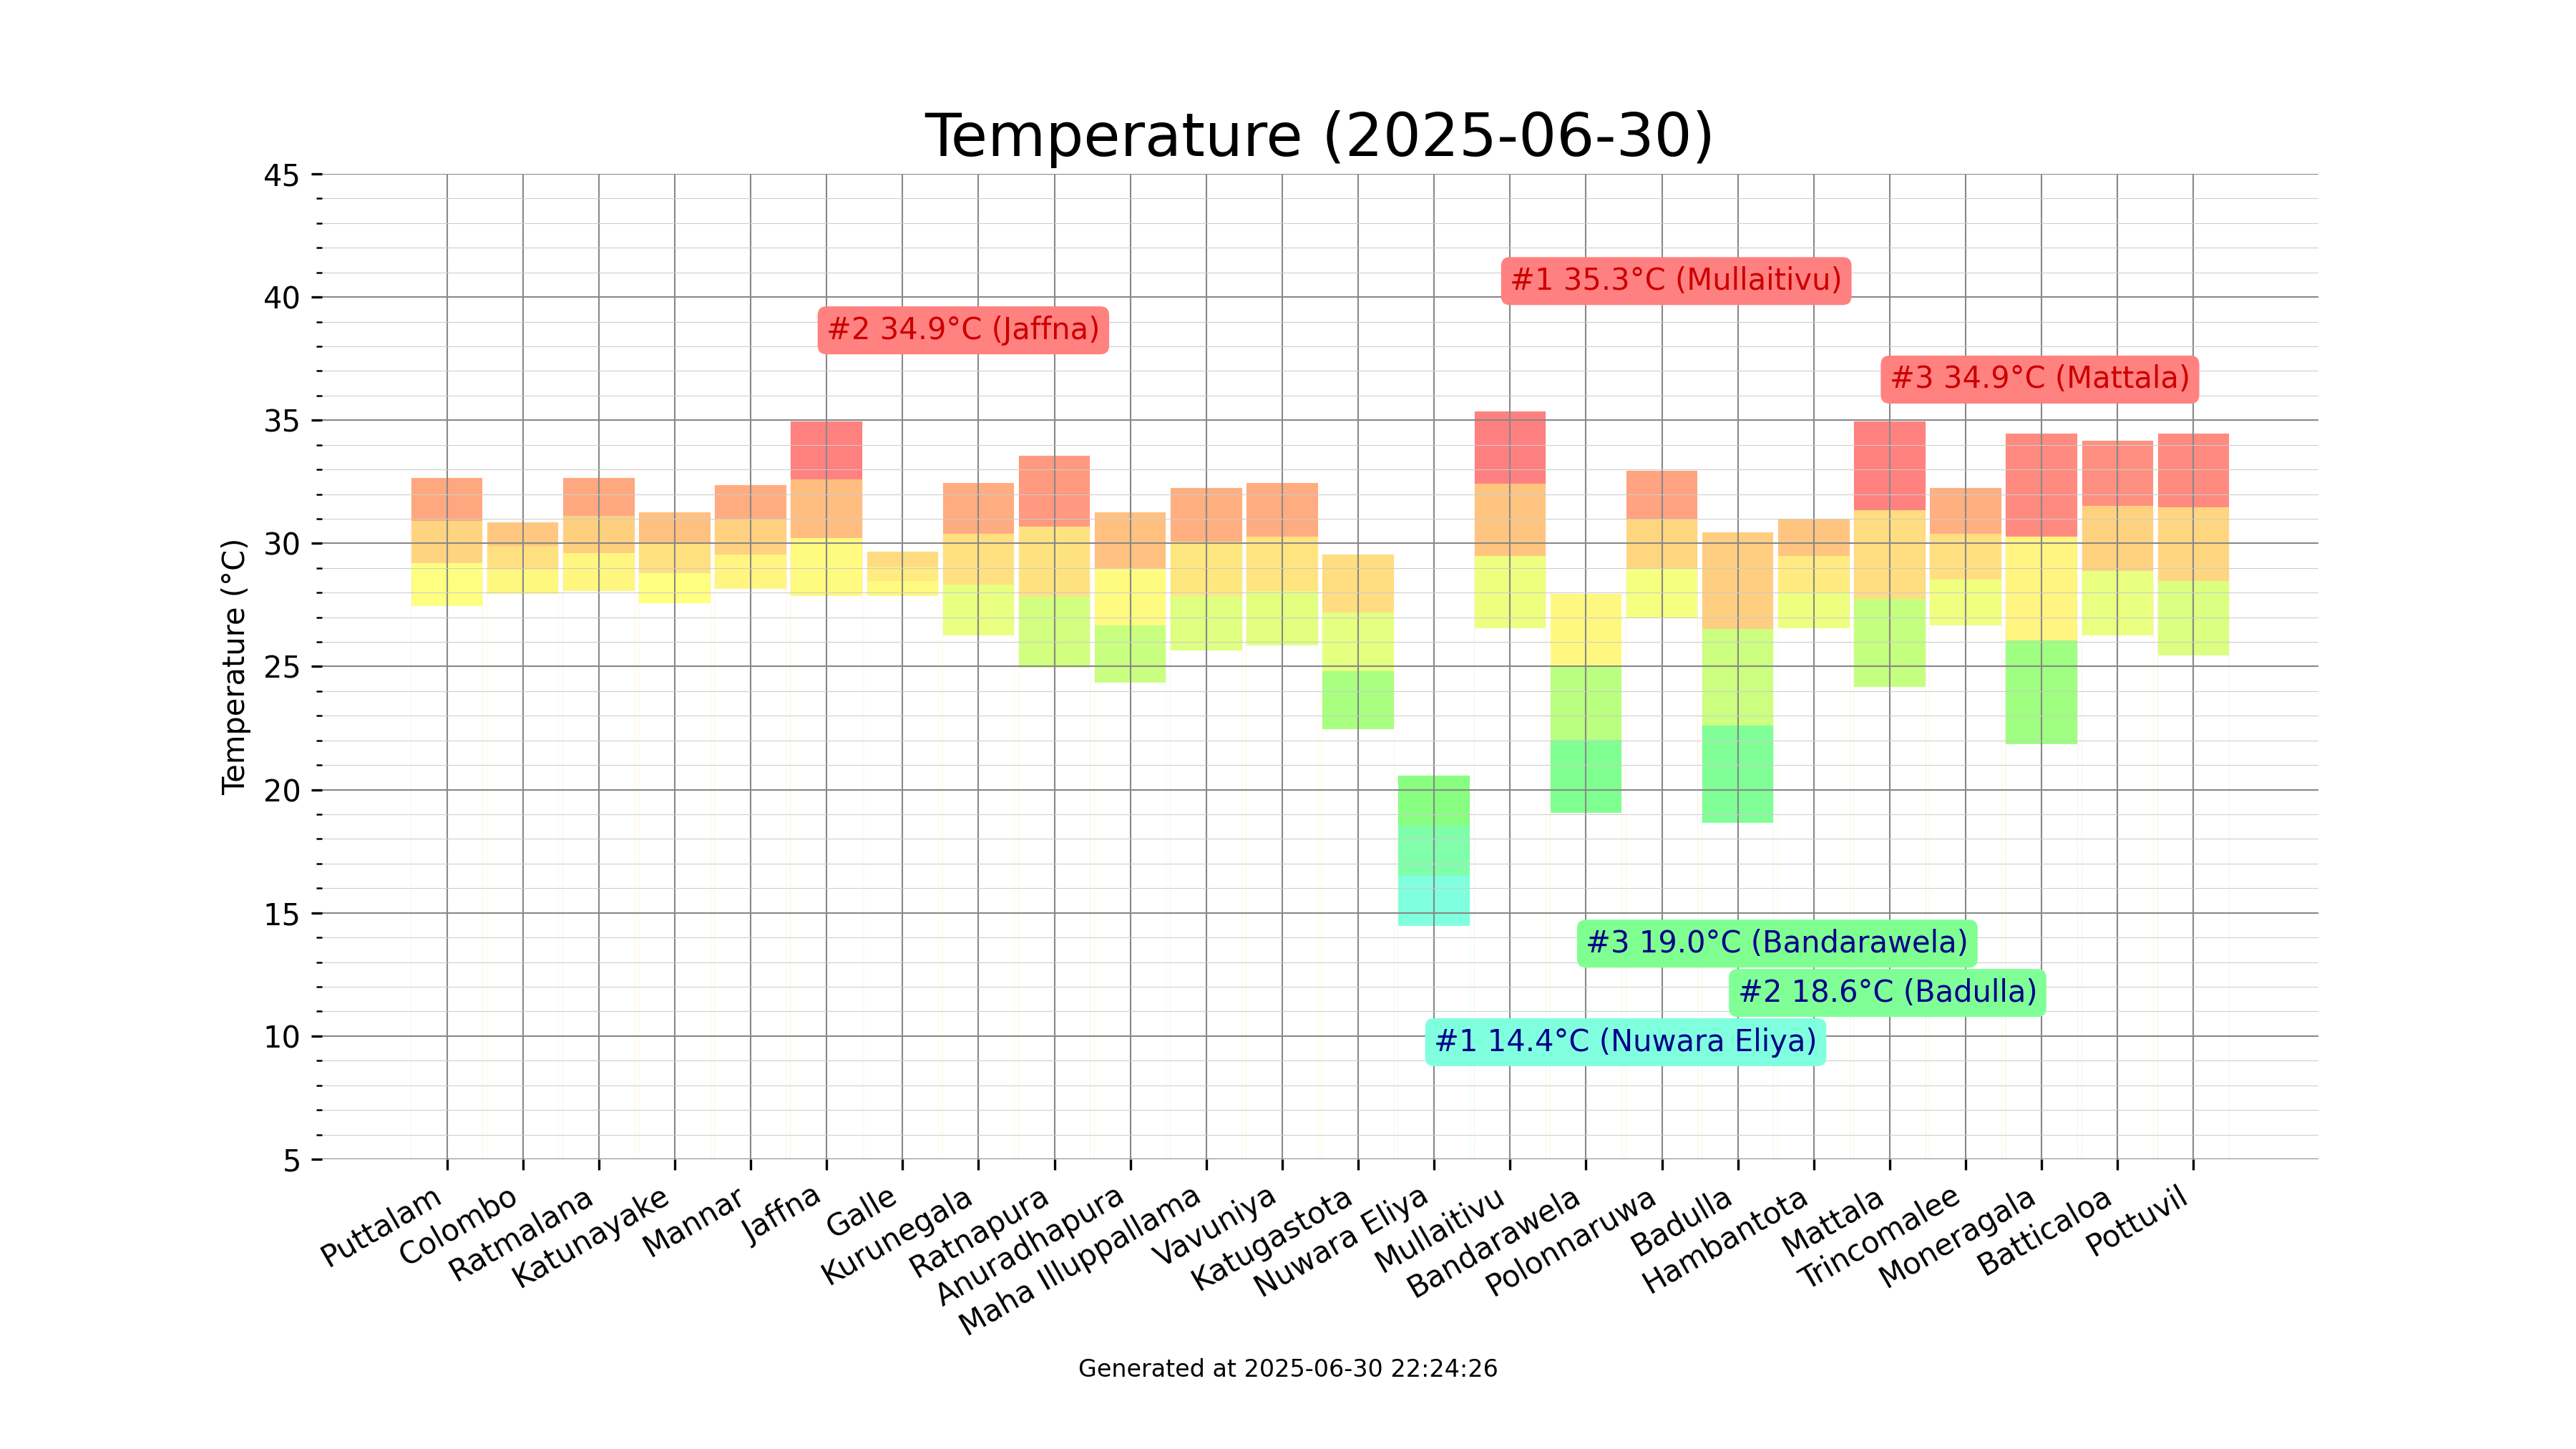 Temperature (2025-06-30)
Temperature (°C)
45
40
35
30
25
20
15
10
5
#1 35.3°C (Mullaitivu)
#2 34.9°C (Jaffna)
#3 34.9°C (Mattala)
#3 19.0°C (Bandarawela)
#2 18.6°C (Badulla)
#1 14.4°C (Nuwara Eliya)
Puttalam
Colombo
Ratmalana
Katunayake
Mannar
Jaffna
Galle
Kurunegala
Ratnapura
Anuradhapura
Maha Illuppallama
Vavuniya
Katugastota
Nuwara Eliya
Mullaitivu
Bandarawela
Polonnaruwa
Badulla
Hambantota
Mattala
Trincomalee
Moneragala
Batticaloa
Pottuvil
Generated at 2025-06-30 22:24:26